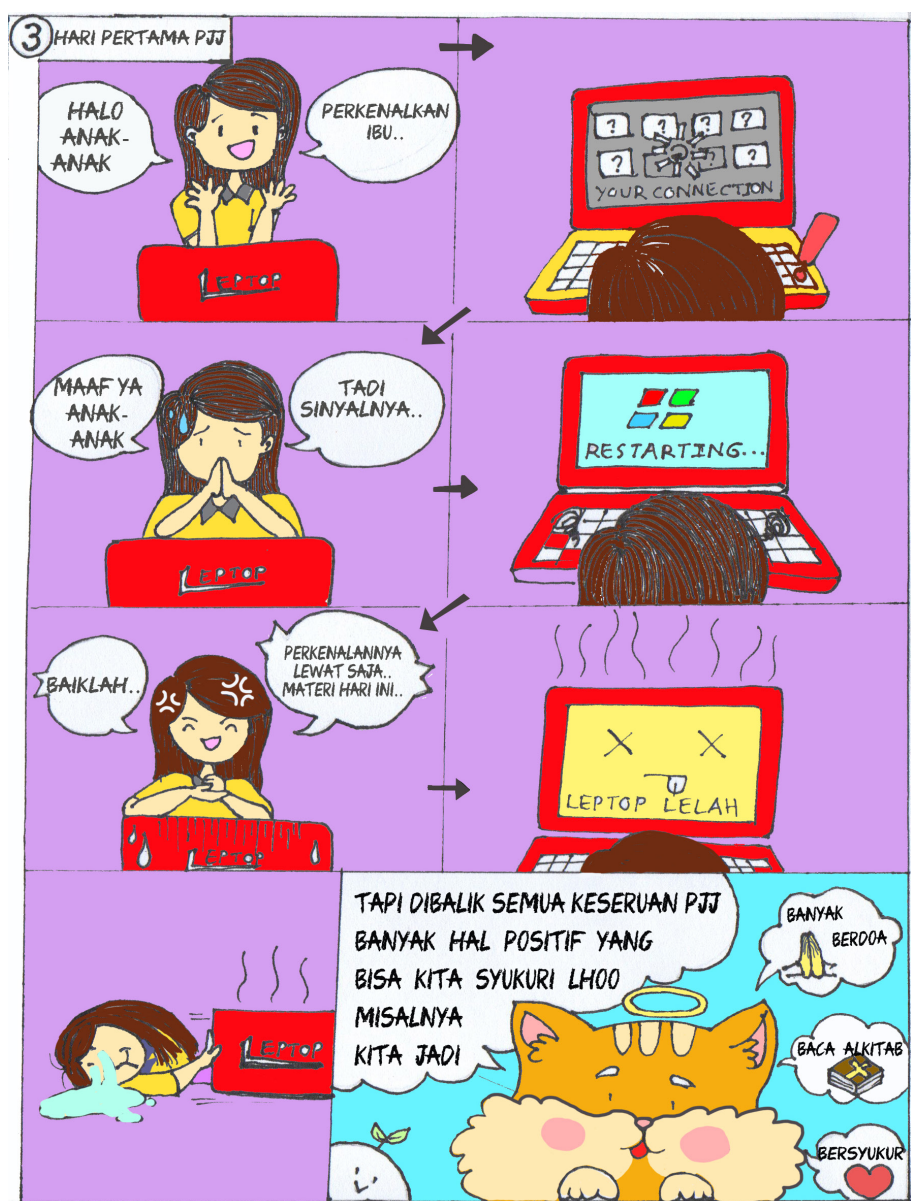 3 HARI PERTAMA PJJ
HALO
ANAK-
ANAK
PERKENALKAN
IBU..
LEPTOP
? ? ? ?
? ? ?
YOUR CONNECTION
MAAF YA
ANAK-
ANAK
TADI
SINYALNYA..
LEPTOP
RESTARTING...
BAIKLAH..
PERKENALANNYA
LEWAT SAJA..
MATERI HARI INI..
LEPTOP
LEPTOP LELAH
LEPTOP
TAPI DIBALIK SEMUA KESERUAN PJJ
BANYAK HAL POSITIF YANG
BISA KITA SYUKURI LHOO
MISALNYA
KITA JADI
BANYAK
BERDOA
BACA ALKITAB
BERSYUKUR